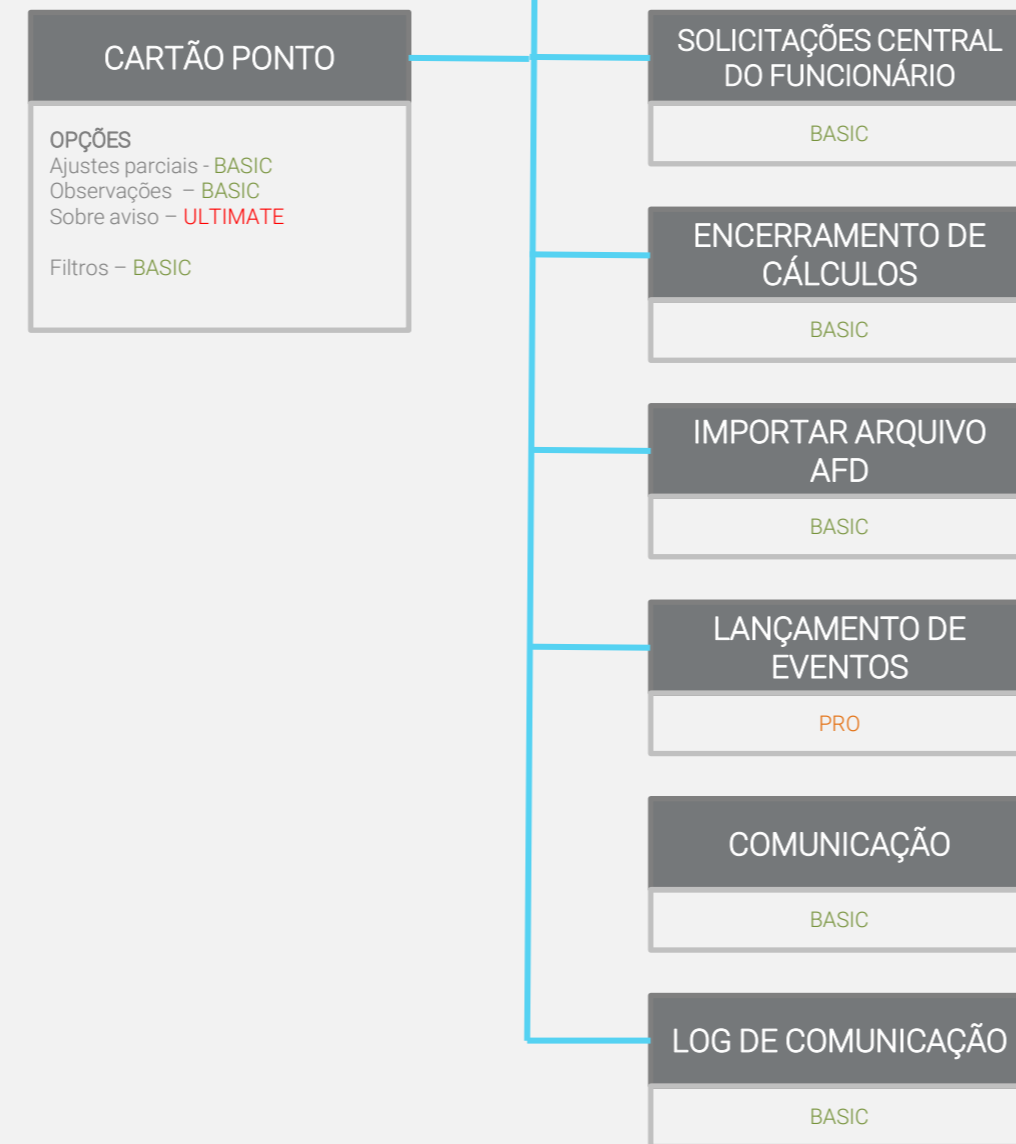 CARTÃO PONTO
OPÇÕES
Ajustes parciais - BASIC
Observações – BASIC
Sobre aviso – ULTIMATE
Filtros – BASIC
SOLICITAÇÕES CENTRAL
DO FUNCIONÁRIO
BASIC
ENCERRAMENTO DE
CÁLCULOS
BASIC
IMPORTAR ARQUIVO
AFD
BASIC
LANÇAMENTO DE
EVENTOS
PRO
COMUNICAÇÃO
BASIC
LOG DE COMUNICAÇÃO
BASIC